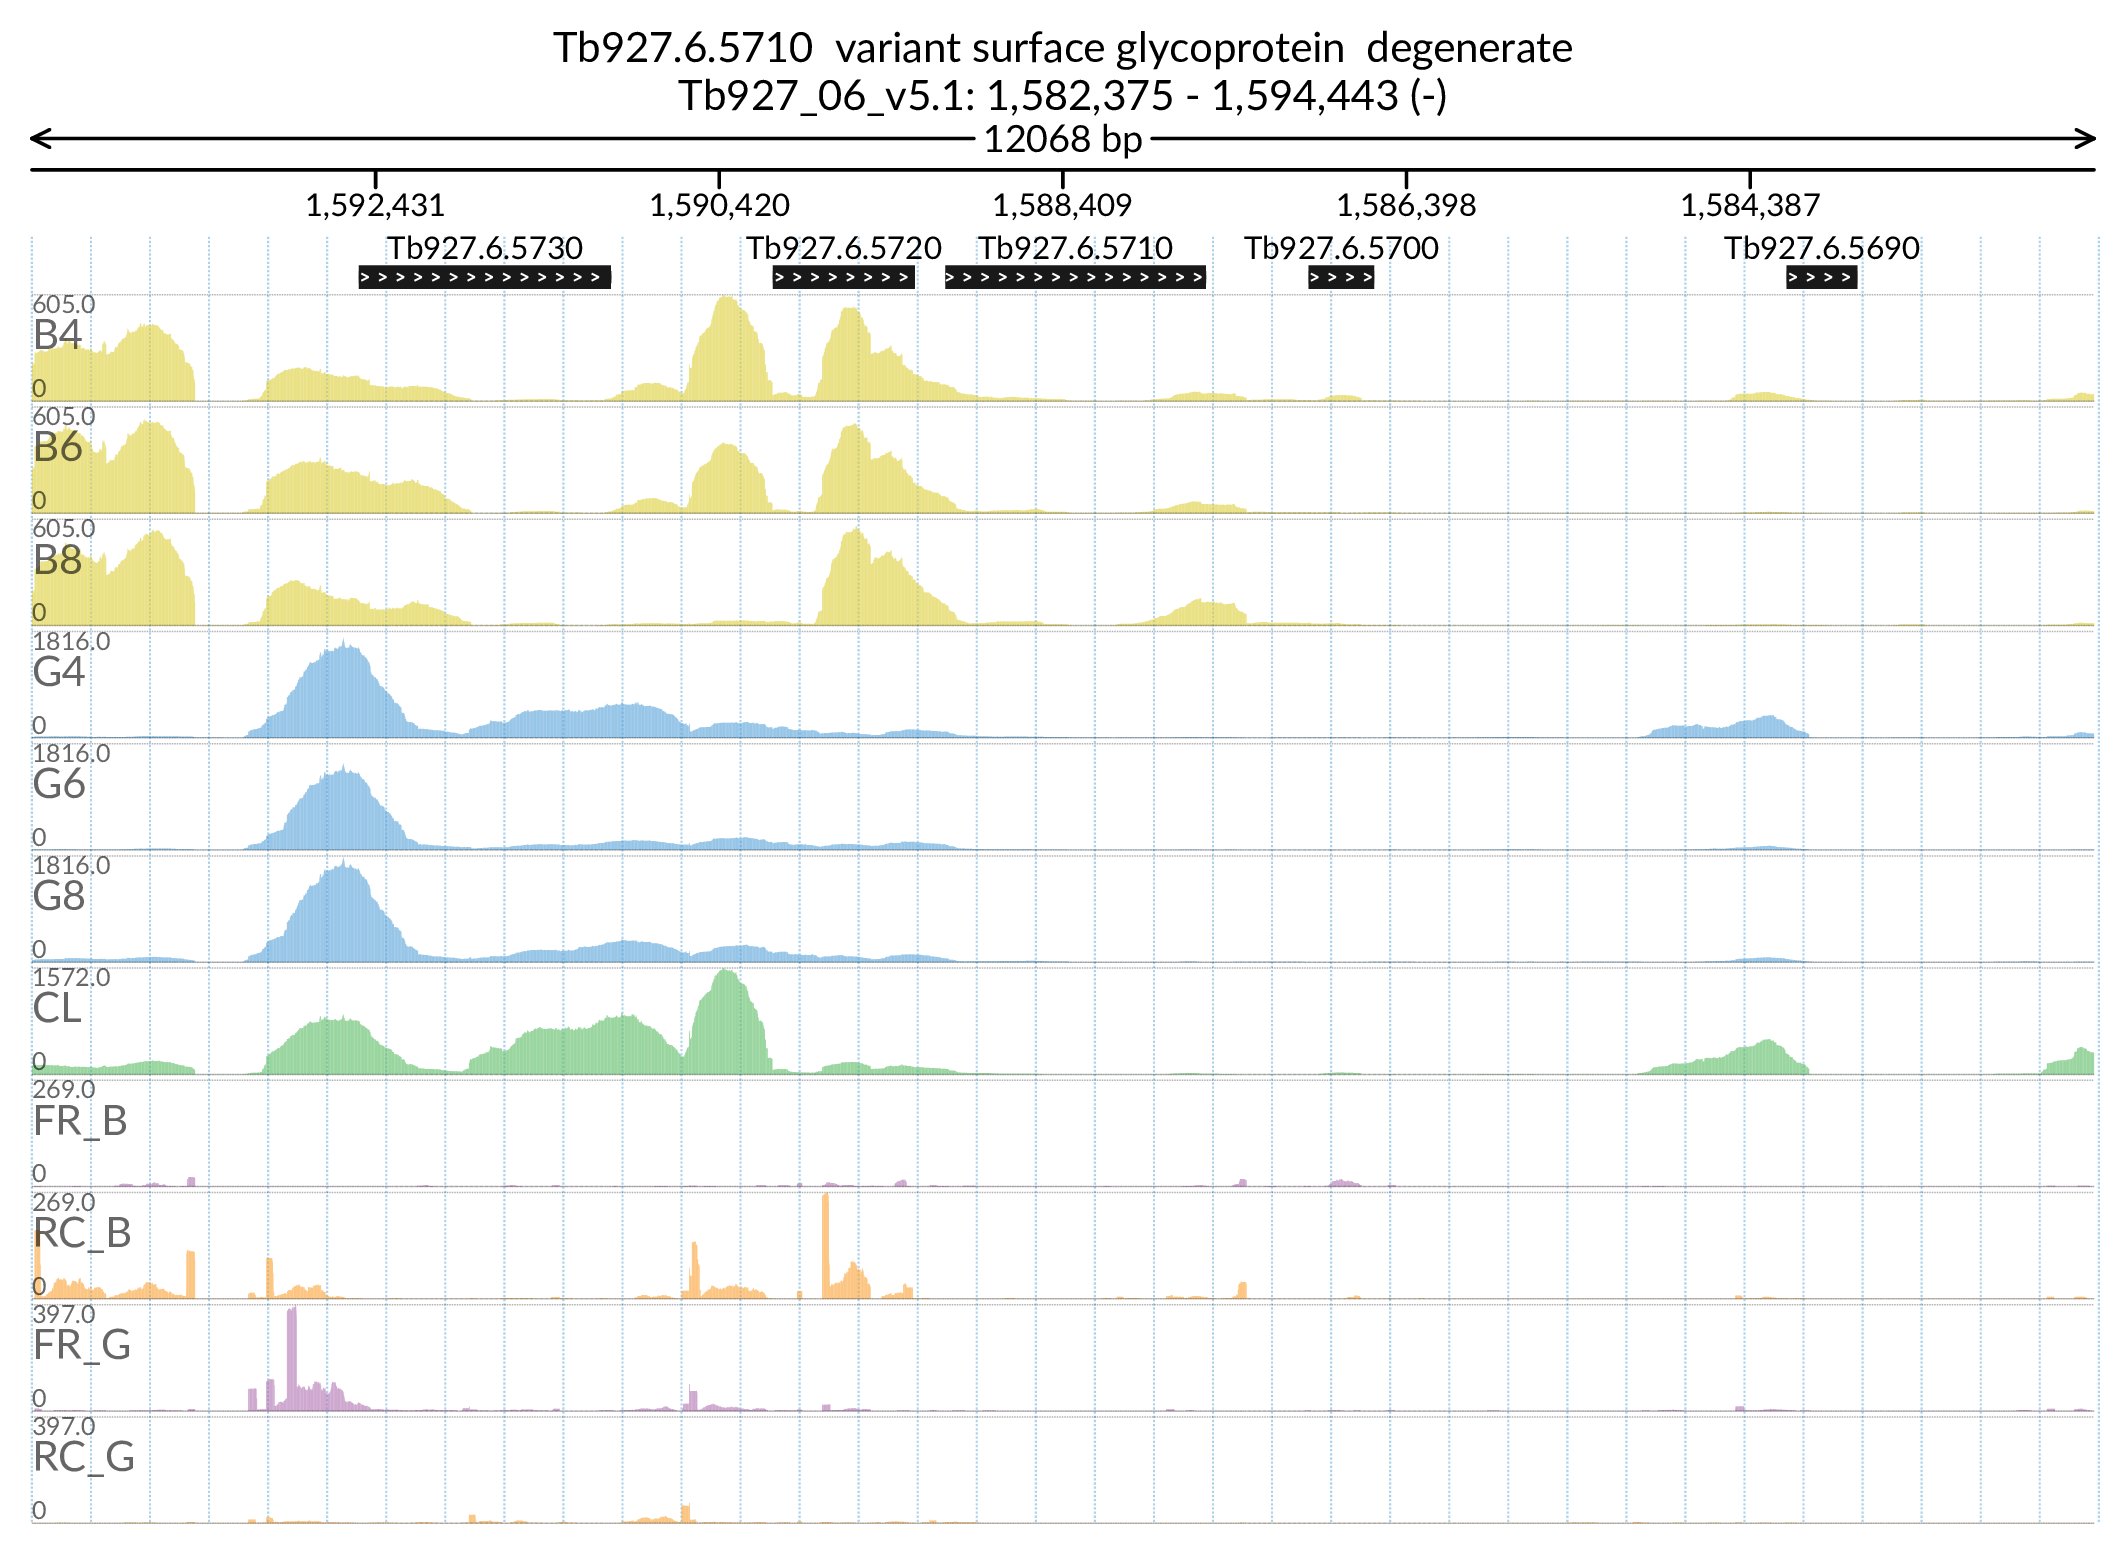 Tb927.6.5710 variant surface glycoprotein degenerate
Tb927_06_v5.1: 1,582,375 - 1,594,443 (-)
12068 bp
1,592,431 1,590,420 1,588,409 1,586,398 1,584,387
Tb927.6.5730 Tb927.6.5720 Tb927.6.5710 Tb927.6.5700 Tb927.6.5690
605.0
B4
0
605.0
B6
0
605.0
B8
0
1816.0
G4
0
1816.0
G6
0
1816.0
G8
0
1572.0
CL
0
269.0
FR_B
0
269.0
RC_B
0
397.0
FR_G
0
397.0
RC_G
0